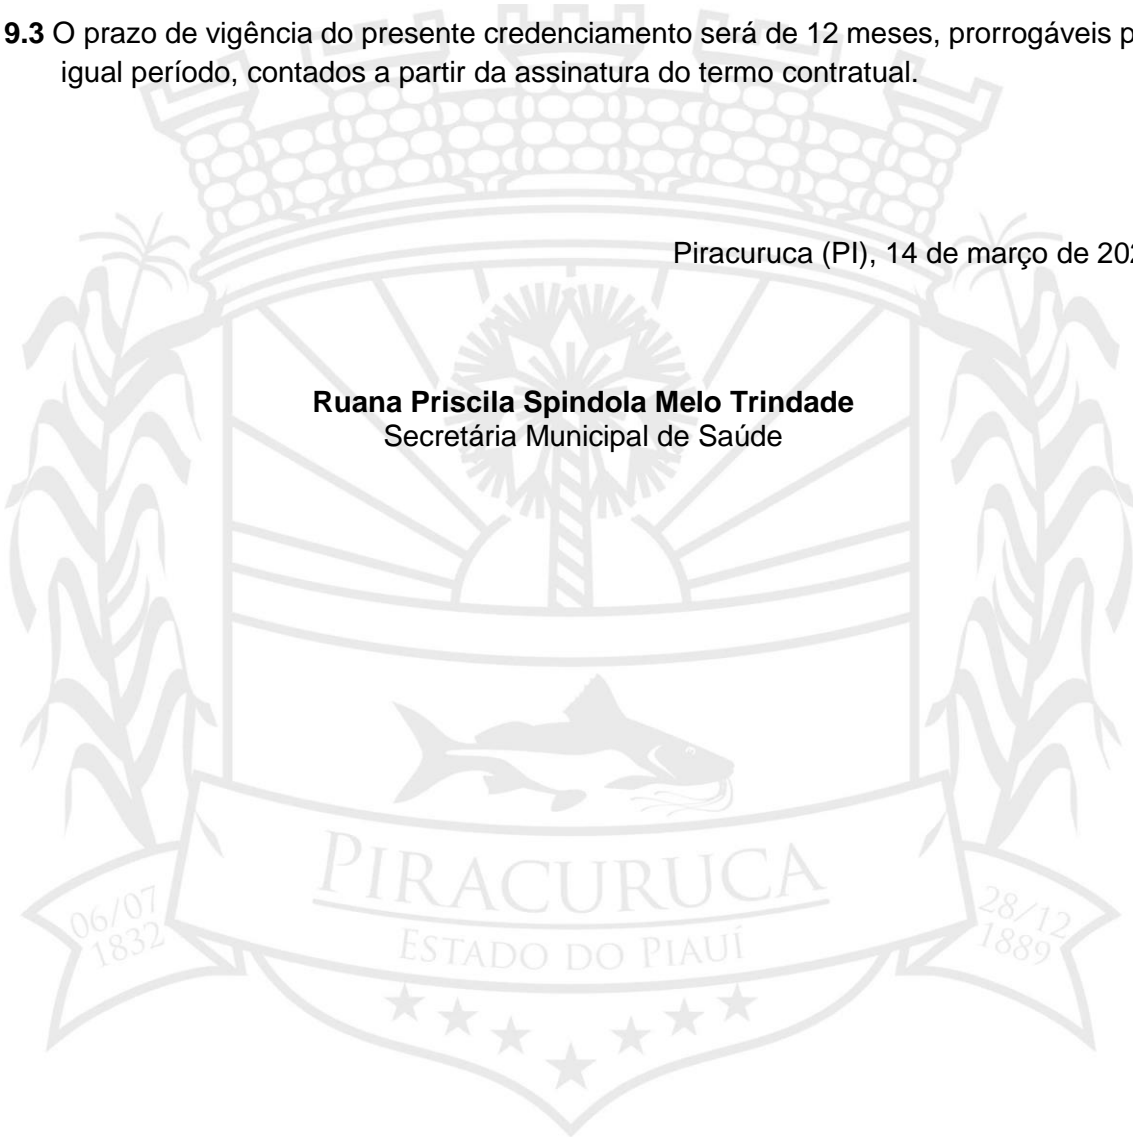 9.3 O prazo de vigência do presente credenciamento será de 12 meses, prorrogáveis p
igual período, contados a partir da assinatura do termo contratual.
Piracuruca (PI), 14 de março de 202
Ruana Priscila Spindola Melo Trindade
Secretária Municipal de Saúde
PIRACURUCA
06/07
1832
28/12
1889
ESTADO DO PIAUÍ